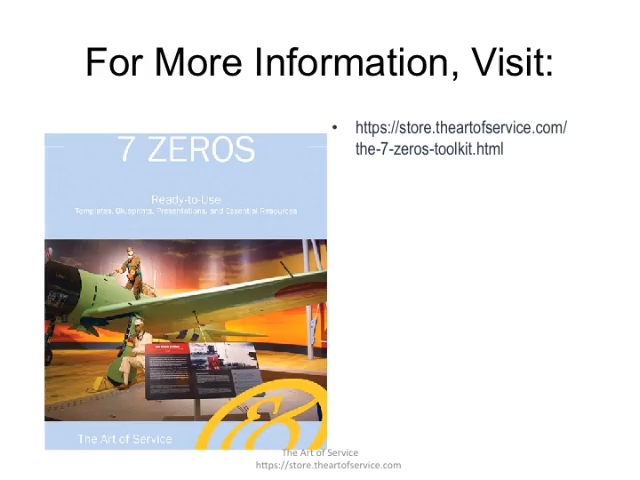 For More Information, Visit:
• https://store.theartofservice.com/
the-7-zeros-toolkit.html
7 ZEROS
Ready-to-Use
Templates, Blueprints, Presentations, and Essential Resources
The Art of Service
The Art of Service
https://store.theartofservice.com